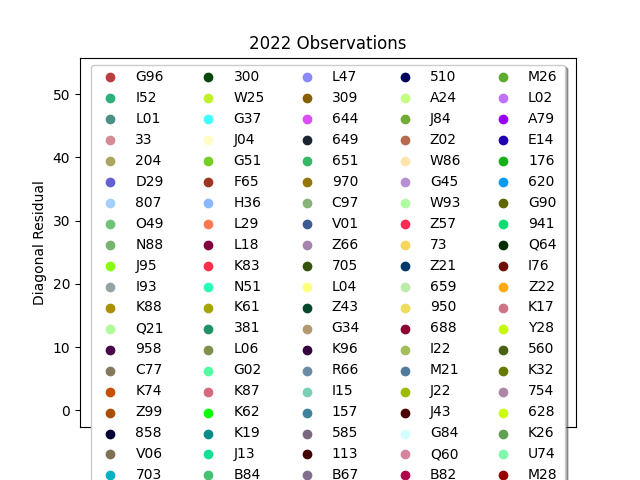 2022 Observations
Diagonal Residual
50
40
30
20
10
0
G96 300 L47 510 M26
I52 W25 309 A24 L02
L01 G37 644 J84 A79
33 J04 649 Z02 E14
204 G51 651 W86 176
D29 F65 970 G45 620
807 H36 C97 W93 G90
O49 L29 V01 Z57 941
N88 L18 Z66 73 Q64
J95 K83 705 Z21 I76
I93 N51 L04 659 Z22
K88 K61 Z43 950 K17
Q21 381 G34 688 Y28
958 L06 K96 I22 560
C77 G02 R66 M21 K32
K74 K87 I15 J22 754
Z99 K62 157 J43 628
858 K19 585 G84 K26
V06 J13 113 Q60 U74
703 B84 B67 B82 M28